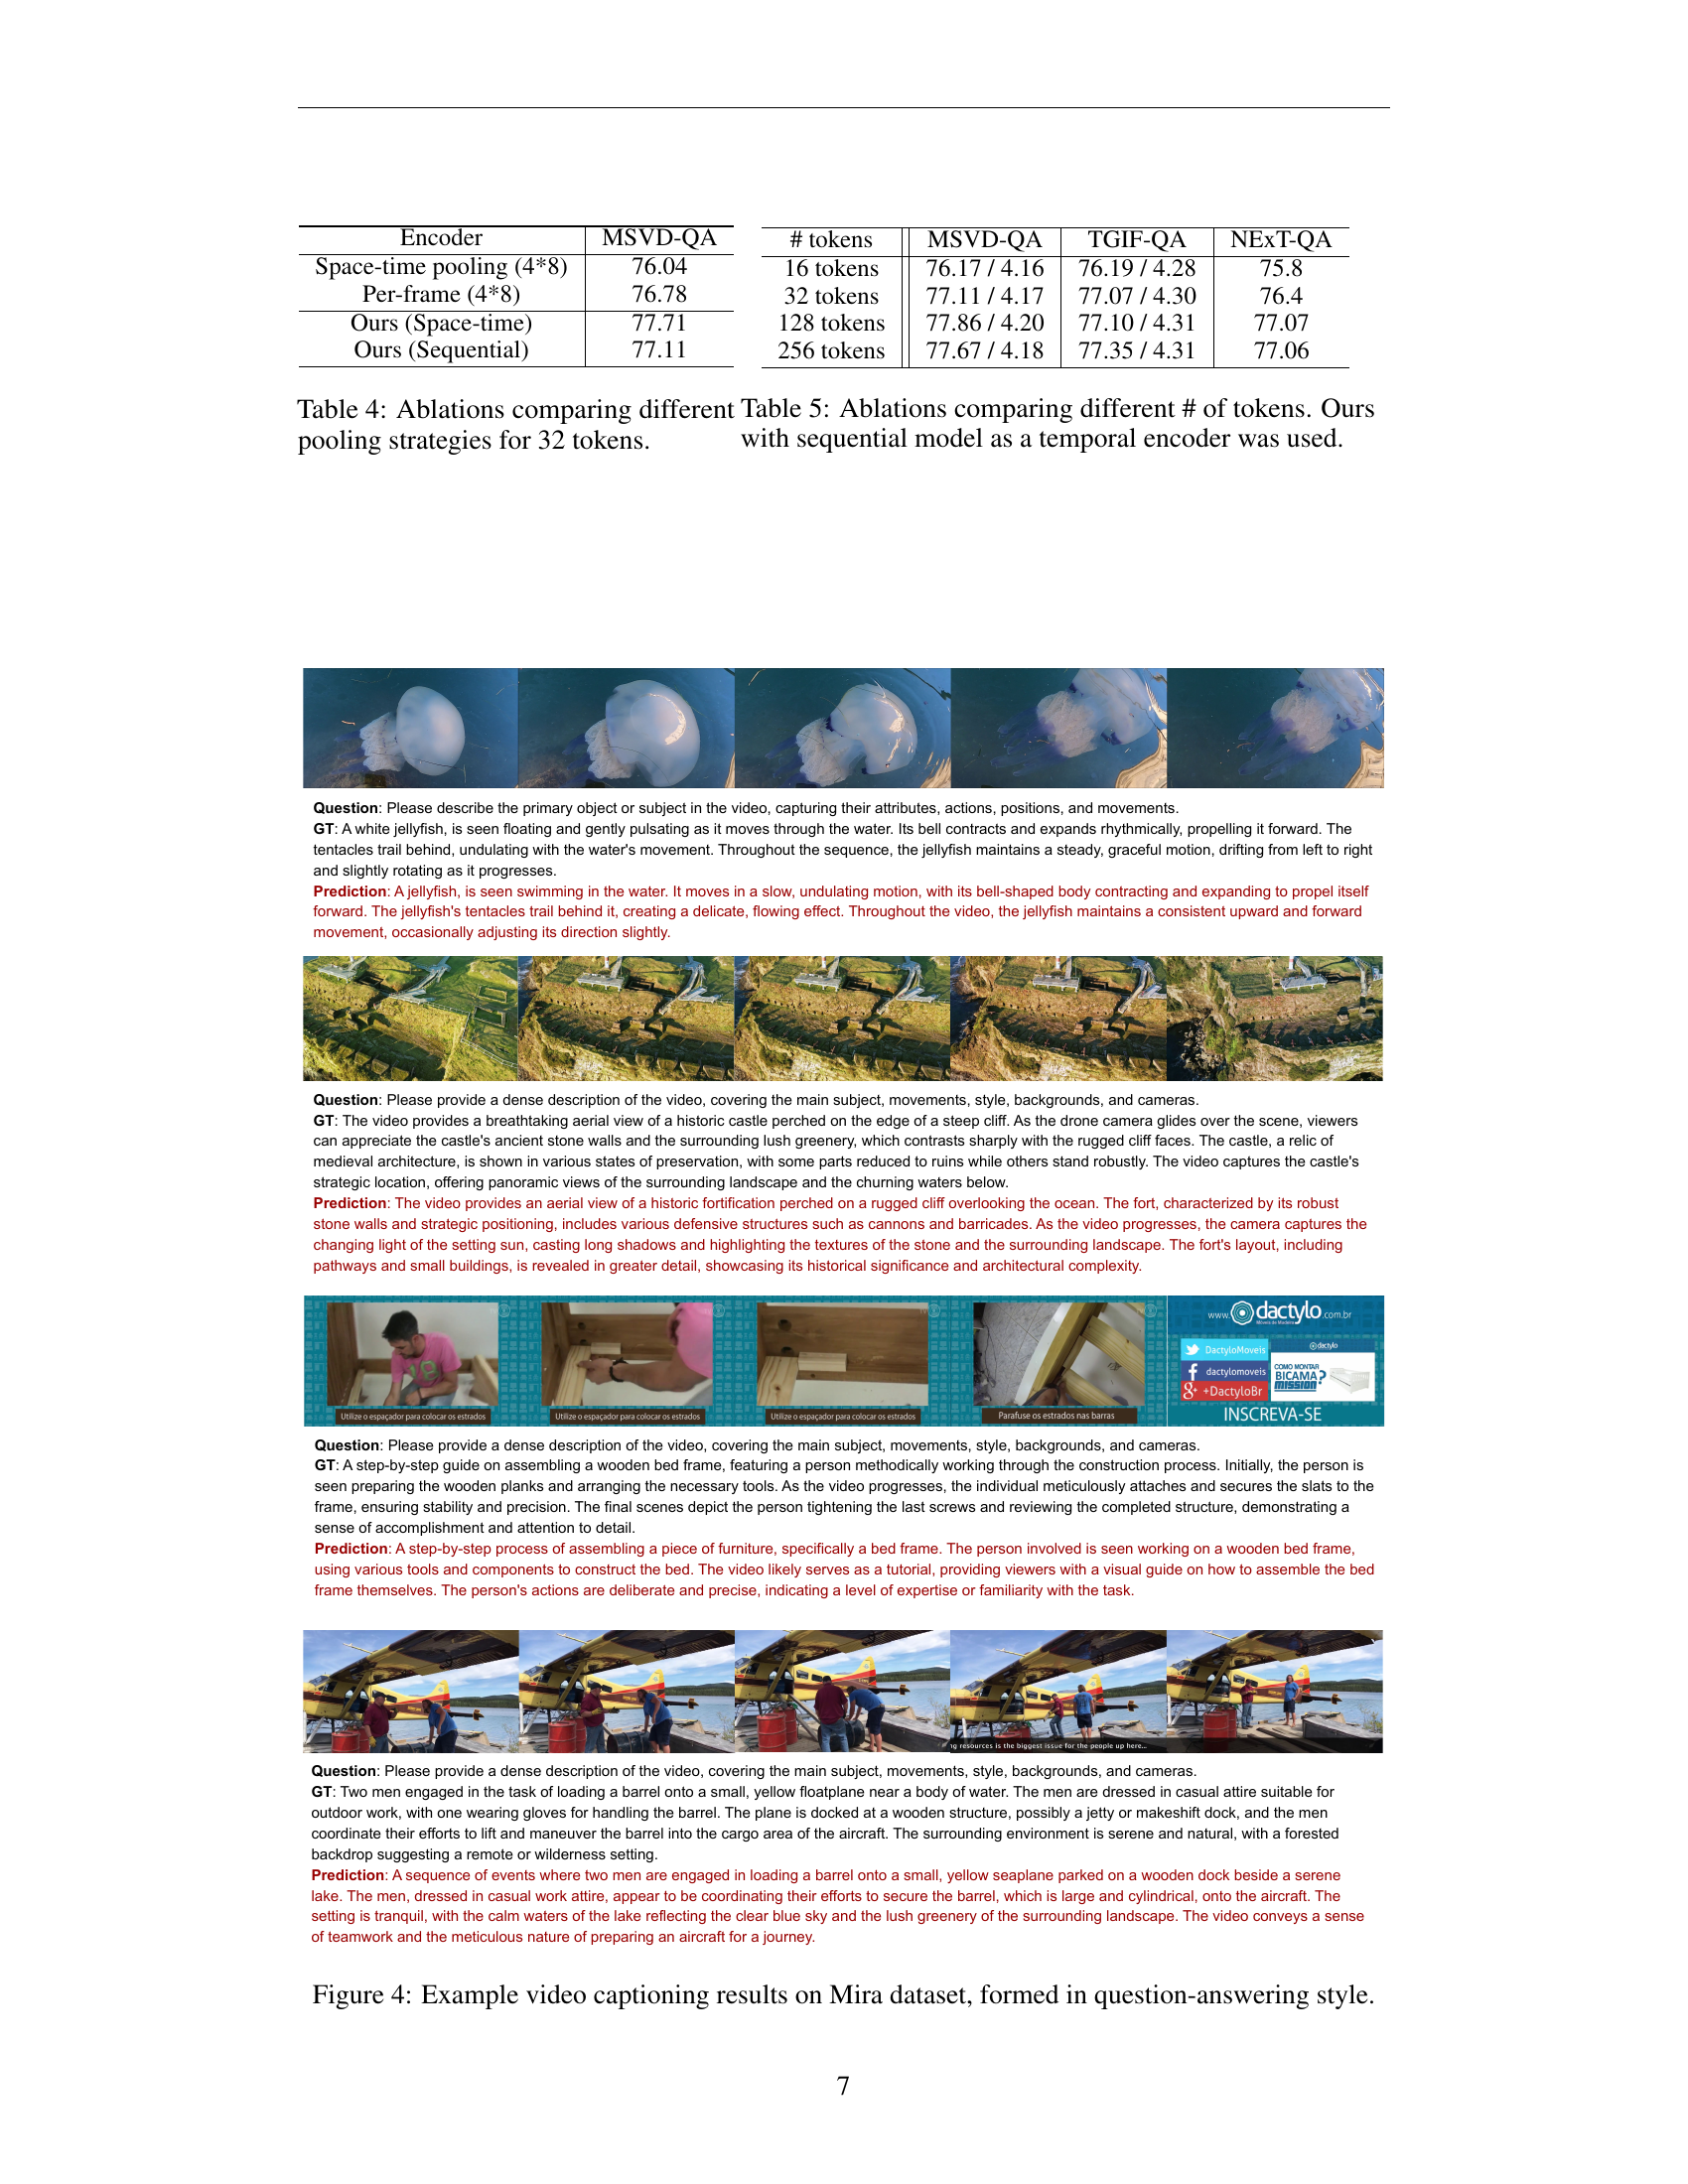 Encoder MSVD-QA
Space-time pooling (4*8) 76.04
Per-frame (4*8) 76.78
Ours (Space-time) 77.71
Ours (Sequential) 77.11
Table 4: Ablations comparing different
pooling strategies for 32 tokens.
# tokens MSVD-QA TGIF-QA NExT-QA
16 tokens 76.17 / 4.16 76.19 / 4.28 75.8
32 tokens 77.11 / 4.17 77.07 / 4.30 76.4
128 tokens 77.86 / 4.20 77.10 / 4.31 77.07
256 tokens 77.67 / 4.18 77.35 / 4.31 77.06
Table 5: Ablations comparing different # of tokens. Ours
with sequential model as a temporal encoder was used.
Question: Please describe the primary object or subject in the video, capturing their attributes, actions, positions, and movements.
GT: A white jellyfish, is seen floating and gently pulsating as it moves through the water. Its bell contracts and expands rhythmically, propelling it forward. The
tentacles trail behind, undulating with the water's movement. Throughout the sequence, the jellyfish maintains a steady, graceful motion, drifting from left to right
and slightly rotating as it progresses.
Prediction: A jellyfish, is seen swimming in the water. It moves in a slow, undulating motion, with its bell-shaped body contracting and expanding to propel itself
forward. The jellyfish's tentacles trail behind it, creating a delicate, flowing effect. Throughout the video, the jellyfish maintains a consistent upward and forward
movement, occasionally adjusting its direction slightly.
Question: Please provide a dense description of the video, covering the main subject, movements, style, backgrounds, and cameras.
GT: The video provides a breathtaking aerial view of a historic castle perched on the edge of a steep cliff. As the drone camera glides over the scene, viewers
can appreciate the castle's ancient stone walls and the surrounding lush greenery, which contrasts sharply with the rugged cliff faces. The castle, a relic of
medieval architecture, is shown in various states of preservation, with some parts reduced to ruins while others stand robustly. The video captures the castle's
strategic location, offering panoramic views of the surrounding landscape and the churning waters below.
Prediction: The video provides an aerial view of a historic fortification perched on a rugged cliff overlooking the ocean. The fort, characterized by its robust
stone walls and strategic positioning, includes various defensive structures such as cannons and barricades. As the video progresses, the camera captures the
changing light of the setting sun, casting long shadows and highlighting the textures of the stone and the surrounding landscape. The fort's layout, including
pathways and small buildings, is revealed in greater detail, showcasing its historical significance and architectural complexity.
Utilize o espaçador para colocar os estrados
Utilize o espaçador para colocar os estrados
Utilize o espaçador para colocar os estrados
Parafuse os estrados nas barras
www.dactylo.com.br
Móveis de Madeira
DactyloMoveis
dactylomoveis
+DactyloBr
dactylo
COMO MONTAR
BICAMA?
MISSION
INSCREVA-SE
Question: Please provide a dense description of the video, covering the main subject, movements, style, backgrounds, and cameras.
GT: A step-by-step guide on assembling a wooden bed frame, featuring a person methodically working through the construction process. Initially, the person is
seen preparing the wooden planks and arranging the necessary tools. As the video progresses, the individual meticulously attaches and secures the slats to the
frame, ensuring stability and precision. The final scenes depict the person tightening the last screws and reviewing the completed structure, demonstrating a
sense of accomplishment and attention to detail.
Prediction: A step-by-step process of assembling a piece of furniture, specifically a bed frame. The person involved is seen working on a wooden bed frame,
using various tools and components to construct the bed. The video likely serves as a tutorial, providing viewers with a visual guide on how to assemble the bed
frame themselves. The person's actions are deliberate and precise, indicating a level of expertise or familiarity with the task.
ng resources is the biggest issue for the people up here...
Question: Please provide a dense description of the video, covering the main subject, movements, style, backgrounds, and cameras.
GT: Two men engaged in the task of loading a barrel onto a small, yellow floatplane near a body of water. The men are dressed in casual attire suitable for
outdoor work, with one wearing gloves for handling the barrel. The plane is docked at a wooden structure, possibly a jetty or makeshift dock, and the men
coordinate their efforts to lift and maneuver the barrel into the cargo area of the aircraft. The surrounding environment is serene and natural, with a forested
backdrop suggesting a remote or wilderness setting.
Prediction: A sequence of events where two men are engaged in loading a barrel onto a small, yellow seaplane parked on a wooden dock beside a serene
lake. The men, dressed in casual work attire, appear to be coordinating their efforts to secure the barrel, which is large and cylindrical, onto the aircraft. The
setting is tranquil, with the calm waters of the lake reflecting the clear blue sky and the lush greenery of the surrounding landscape. The video conveys a sense
of teamwork and the meticulous nature of preparing an aircraft for a journey.
Figure 4: Example video captioning results on Mira dataset, formed in question-answering style.
7